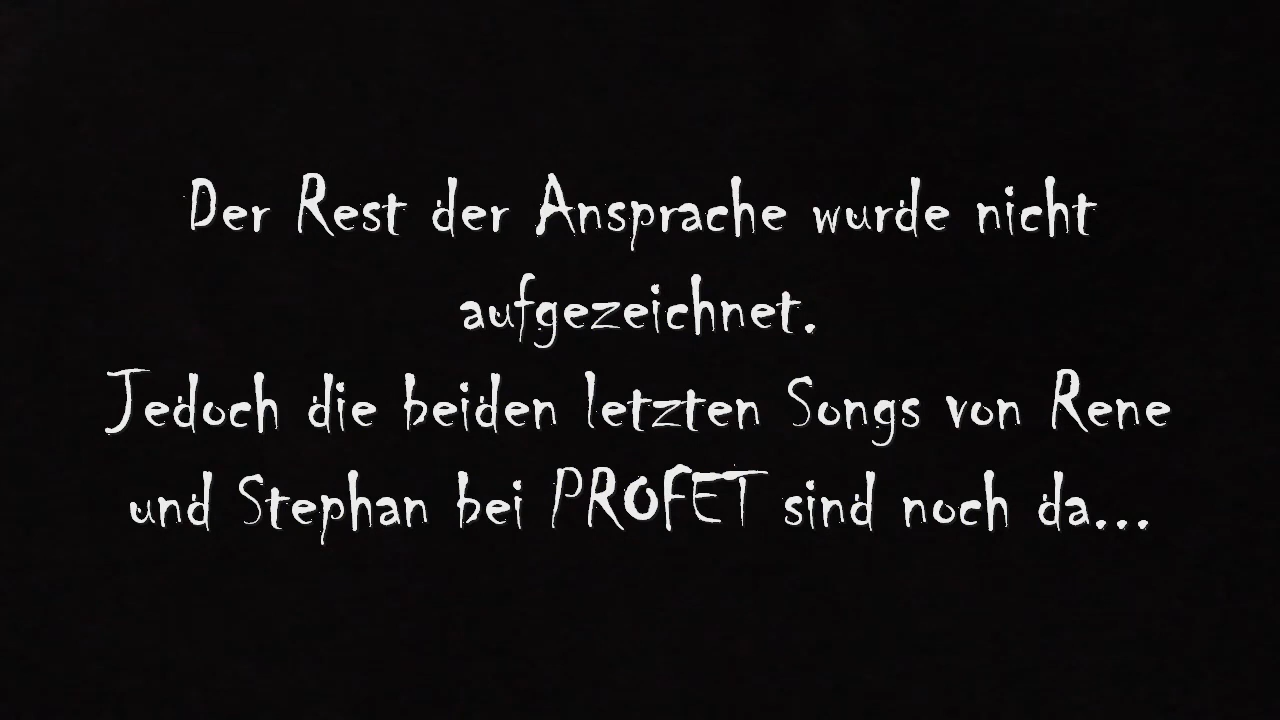 Der Rest der Ansprache wurde nicht
aufgezeichnet.
Jedoch die beiden letzten Songs von Rene
und Stephan bei PROFET sind noch da...